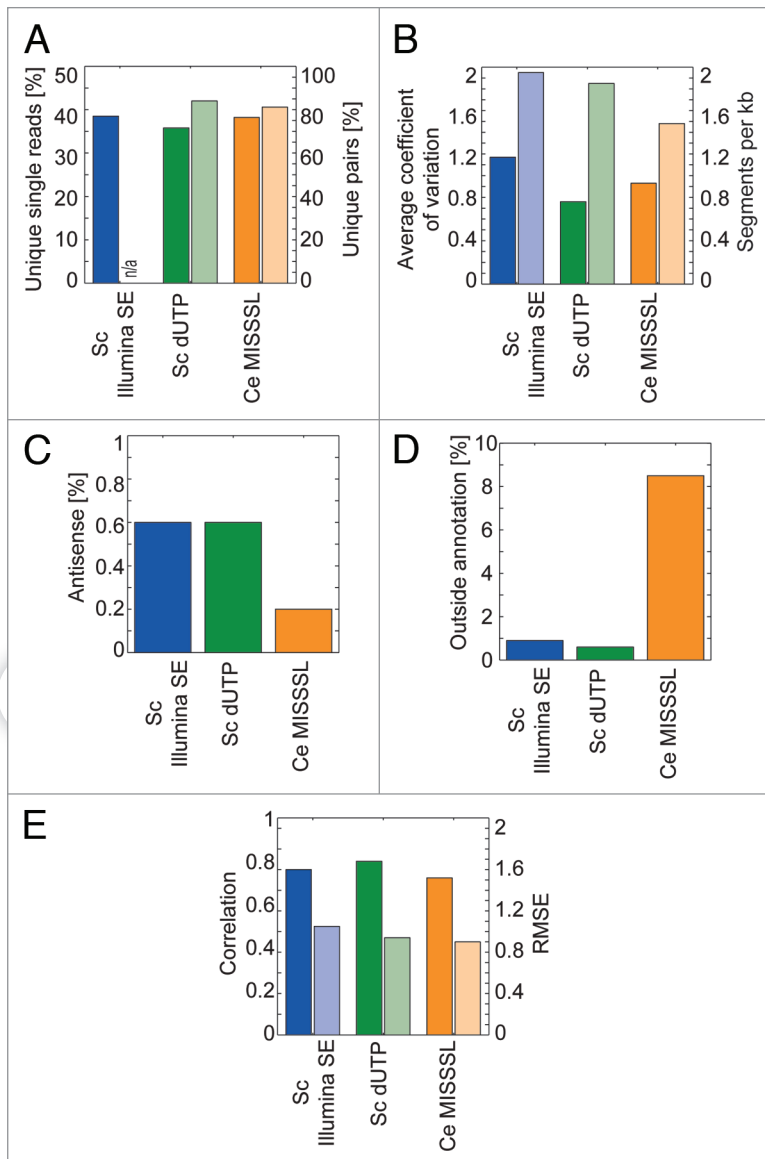 A
Unique single reads [%]
50
40
30
20
10
0
n/a
100
80
60
40
20
0
Unique pairs [%]
Sc
Illumina SE
Sc dUTP
Ce MISSSL
B
Average coefficient
of variation
2
1.6
1.2
0.8
0.4
0
2
1.6
1.2
0.8
0.4
0
Segments per kb
Sc
Illumina SE
Sc dUTP
Ce MISSSL
C
Antisense [%]
1
0.8
0.6
0.4
0.2
0
Sc
Illumina SE
Sc dUTP
Ce MISSSL
D
Outside annotation [%]
10
8
6
4
2
0
Sc
Illumina SE
Sc dUTP
Ce MISSSL
E
Correlation
1
0.8
0.6
0.4
0.2
0
2
1.6
1.2
0.8
0.4
0
RMSE
Sc
Illumina SE
Sc dUTP
Ce MISSSL